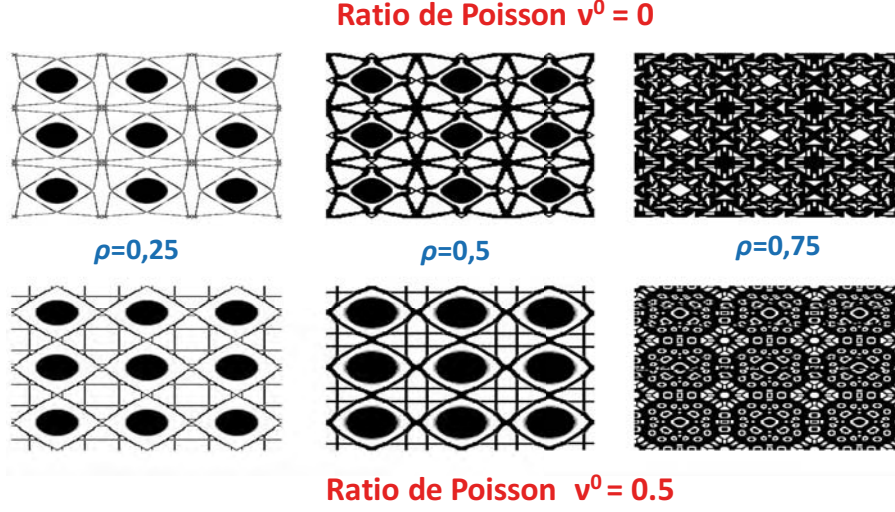 Ratio de Poisson ν⁰ = 0
ρ=0,25 ρ=0,5 ρ=0,75
Ratio de Poisson ν⁰ = 0.5